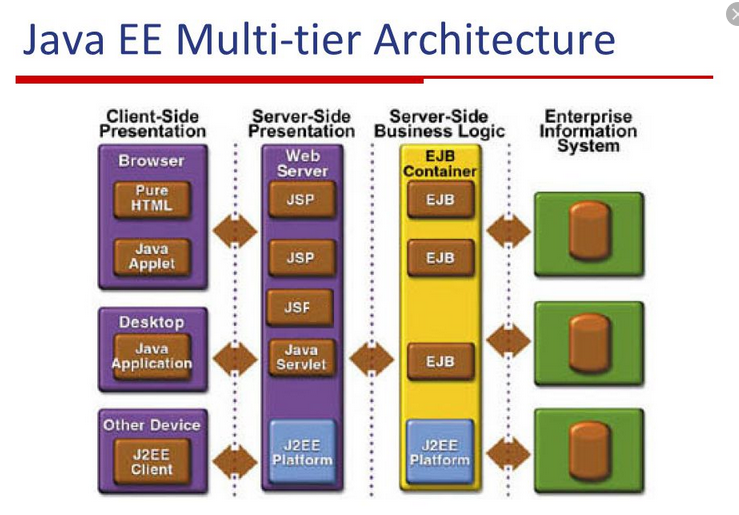 Java EE Multi-tier Architecture
Client-Side
Presentation
Server-Side
Presentation
Server-Side
Business Logic
Enterprise
Information
System
Browser
Pure
HTML
Java
Applet
Desktop
Java
Application
Other Device
J2EE
Client
Web
Server
JSP
JSP
JSF
Java
Servlet
J2EE
Platform
EJB
Container
EJB
EJB
EJB
J2EE
Platform